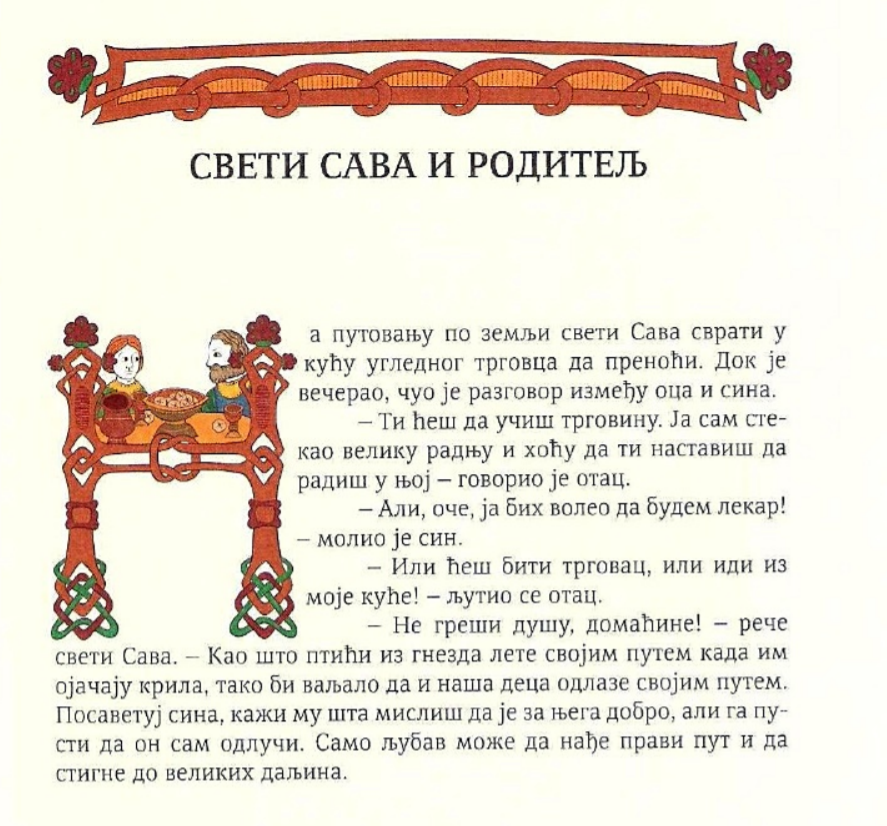 СВЕТИ САВА И РОДИТЕЉ
На путовању по земљи свети Сава сврати у
кућу угледног трговца да преноћи. Док је
вечерао, чуо је разговор између оца и сина.
– Ти ћеш да учиш трговину. Ја сам сте-
као велику радњу и хоћу да ти наставиш да
радиш у њој – говорио је отац.
– Али, оче, ја бих волео да будем лекар!
– молио је син.
– Или ћеш бити трговац, или иди из
моје куће! – љутио се отац.
– Не греши душу, домаћине! – рече
свети Сава. – Као што птићи из гнезда лете својим путем када им
ојачају крила, тако би ваљало да и наша деца одлазе својим путем.
Посаветуј сина, кажи му шта мислиш да је за њега добро, али га пу-
сти да он сам одлучи. Само љубав може да нађе прави пут и да
стигне до великих даљина.